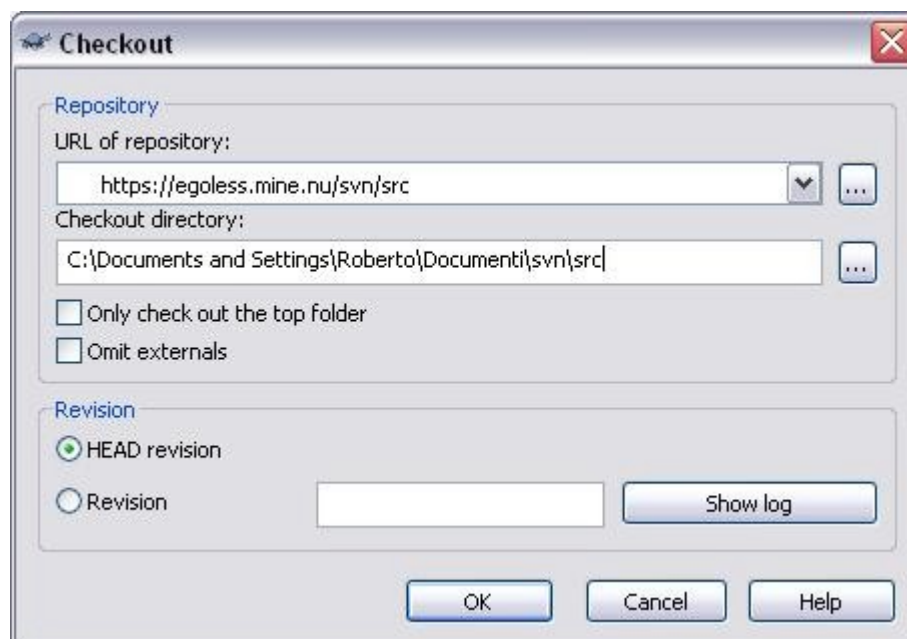 Checkout
Repository
URL of repository:
https://egoless.mine.nu/svn/src
...
Checkout directory:
C:\Documents and Settings\Roberto\Documenti\svn\src
...
Only check out the top folder
Omit externals
Revision
HEAD revision
Revision
Show log
OK
Cancel
Help